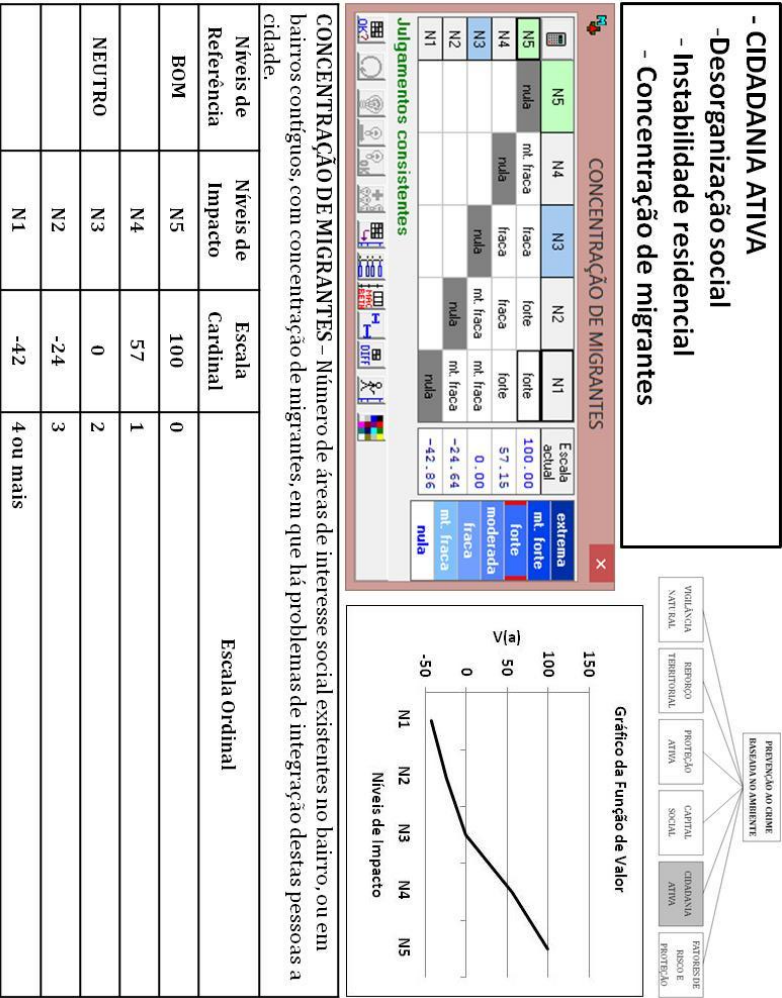 - CIDADANIA ATIVA
-Desorganização social
- Instabilidade residencial
- Concentração de migrantes
PREVENÇÃO AO CRIME
BASEADA NO AMBIENTE
VIGILÂNCIA
NATURAL
REFORÇO
TERRITORIAL
PROTEÇÃO
ATIVA
CAPITAL
SOCIAL
CIDADANIA
ATIVA
FATORES DE
RISCO E
PROTEÇÃO
CONCENTRAÇÃO DE MIGRANTES
N5 N4 N3 N2 N1 Escala actual
N5 nula mt. fraca fraca forte forte 100.00
N4 nula fraca fraca forte 57.15
N3 nula mt. fraca mt. fraca 0.00
N2 nula mt. fraca -24.64
N1 nula -42.86
extrema
mt. forte
forte
moderada
fraca
mt. fraca
nula
Julgamentos consistentes
OK? OK MAC BETH DIFF
Gráfico da Função de Valor
V(a)
150
100
50
0
-50
N1 N2 N3 N4 N5
Níveis de Impacto
CONCENTRAÇÃO DE MIGRANTES – Número de áreas de interesse social existentes no bairro, ou em
bairros contíguos, com concentração de migrantes, em que há problemas de integração destas pessoas a
cidade.
Níveis de Referência Níveis de Impacto Escala Cardinal Escala Ordinal
BOM N5 100 0
N4 57 1
NEUTRO N3 0 2
N2 -24 3
N1 -42 4 ou mais